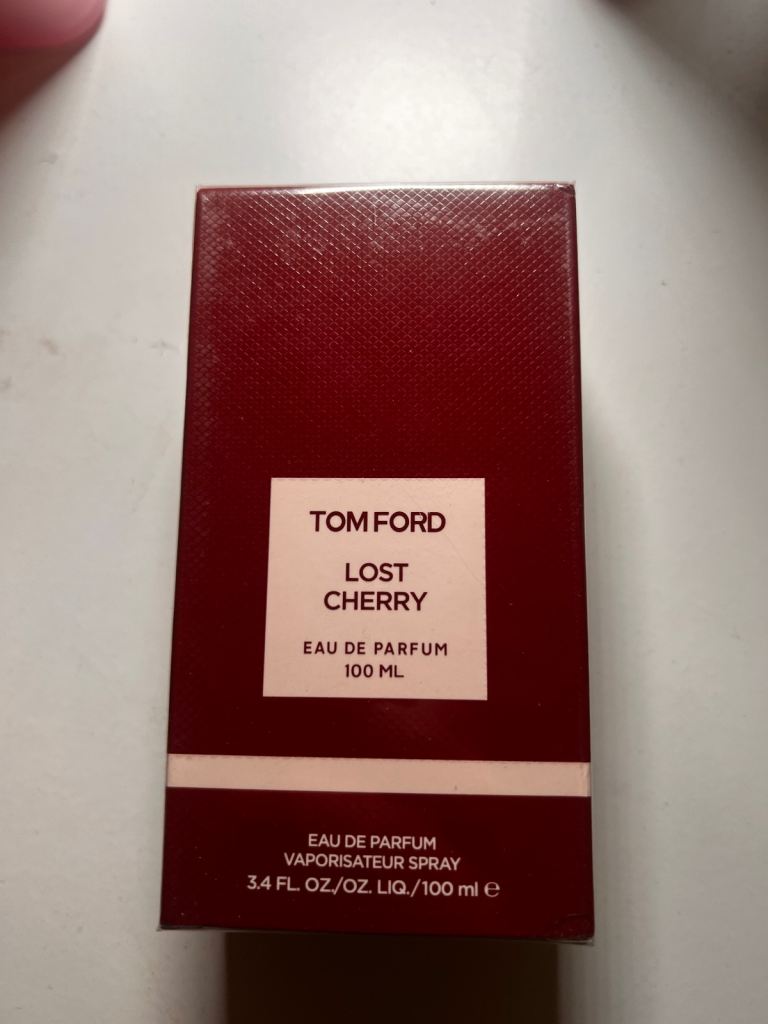 TOM FORD
LOST
CHERRY
EAU DE PARFUM
100 ML
EAU DE PARFUM
VAPORISATEUR SPRAY
3.4 FL. OZ./OZ. LIQ./100 ml ℮